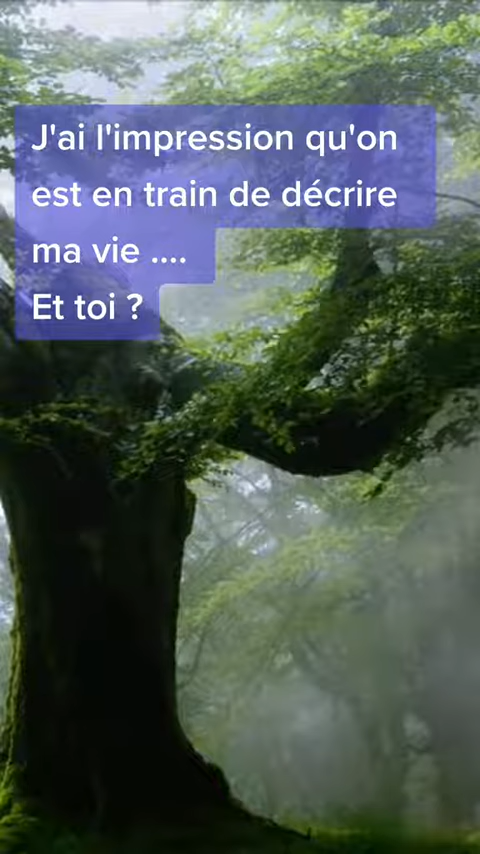 J'ai l'impression qu'on
est en train de décrire
ma vie ....
Et toi ?